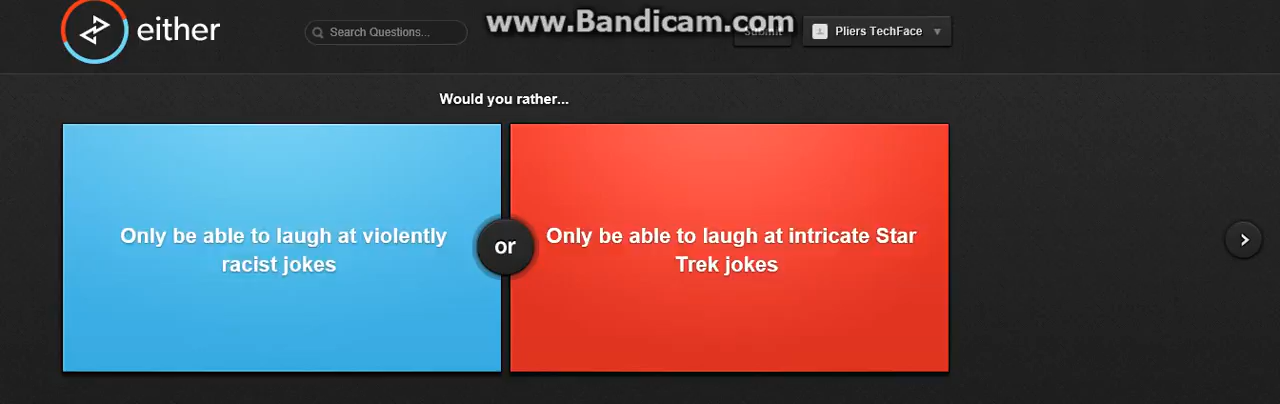 either
Search Questions...
www.Bandicam.com
Submit
Pliers TechFace
Would you rather...
Only be able to laugh at violently
racist jokes
or
Only be able to laugh at intricate Star
Trek jokes